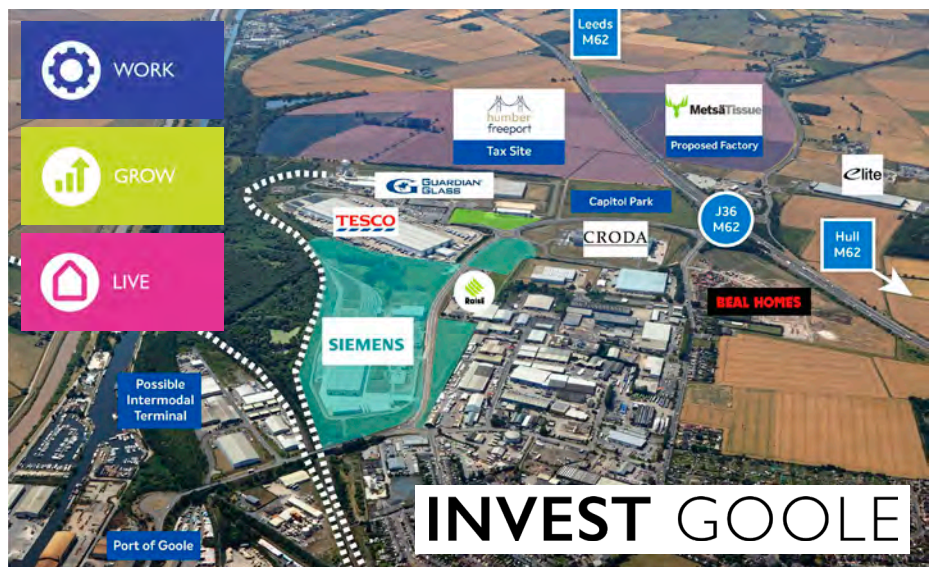 Leeds
M62
WORK
GROW
LIVE
humber
freeport
Tax Site
MetsäTissue
Proposed Factory
GUARDIAN
GLASS
elite
TESCO
Capitol Park
CRODA
J36
M62
Hull
M62
Raise
BEAL HOMES
SIEMENS
Possible
Intermodal
Terminal
INVEST GOOLE
Port of Goole